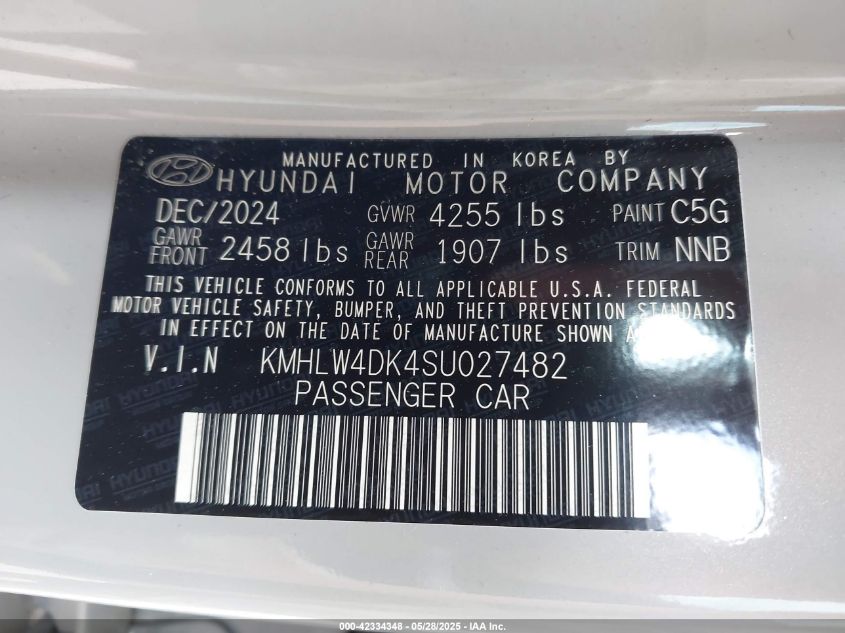 MANUFACTURED IN KOREA BY
HYUNDAI MOTOR COMPANY
DEC/2024 GVWR 4255 lbs PAINT C5G
GAWR FRONT 2458 lbs GAWR REAR 1907 lbs TRIM NNB
THIS VEHICLE CONFORMS TO ALL APPLICABLE U.S.A. FEDERAL
MOTOR VEHICLE SAFETY, BUMPER, AND THEFT PREVENTION STANDARDS
IN EFFECT ON THE DATE OF MANUFACTURE SHOWN
V.I.N KMHLW4DK4SU027482
PASSENGER CAR
000-42334348 - 05/28/2025 - IAA Inc.